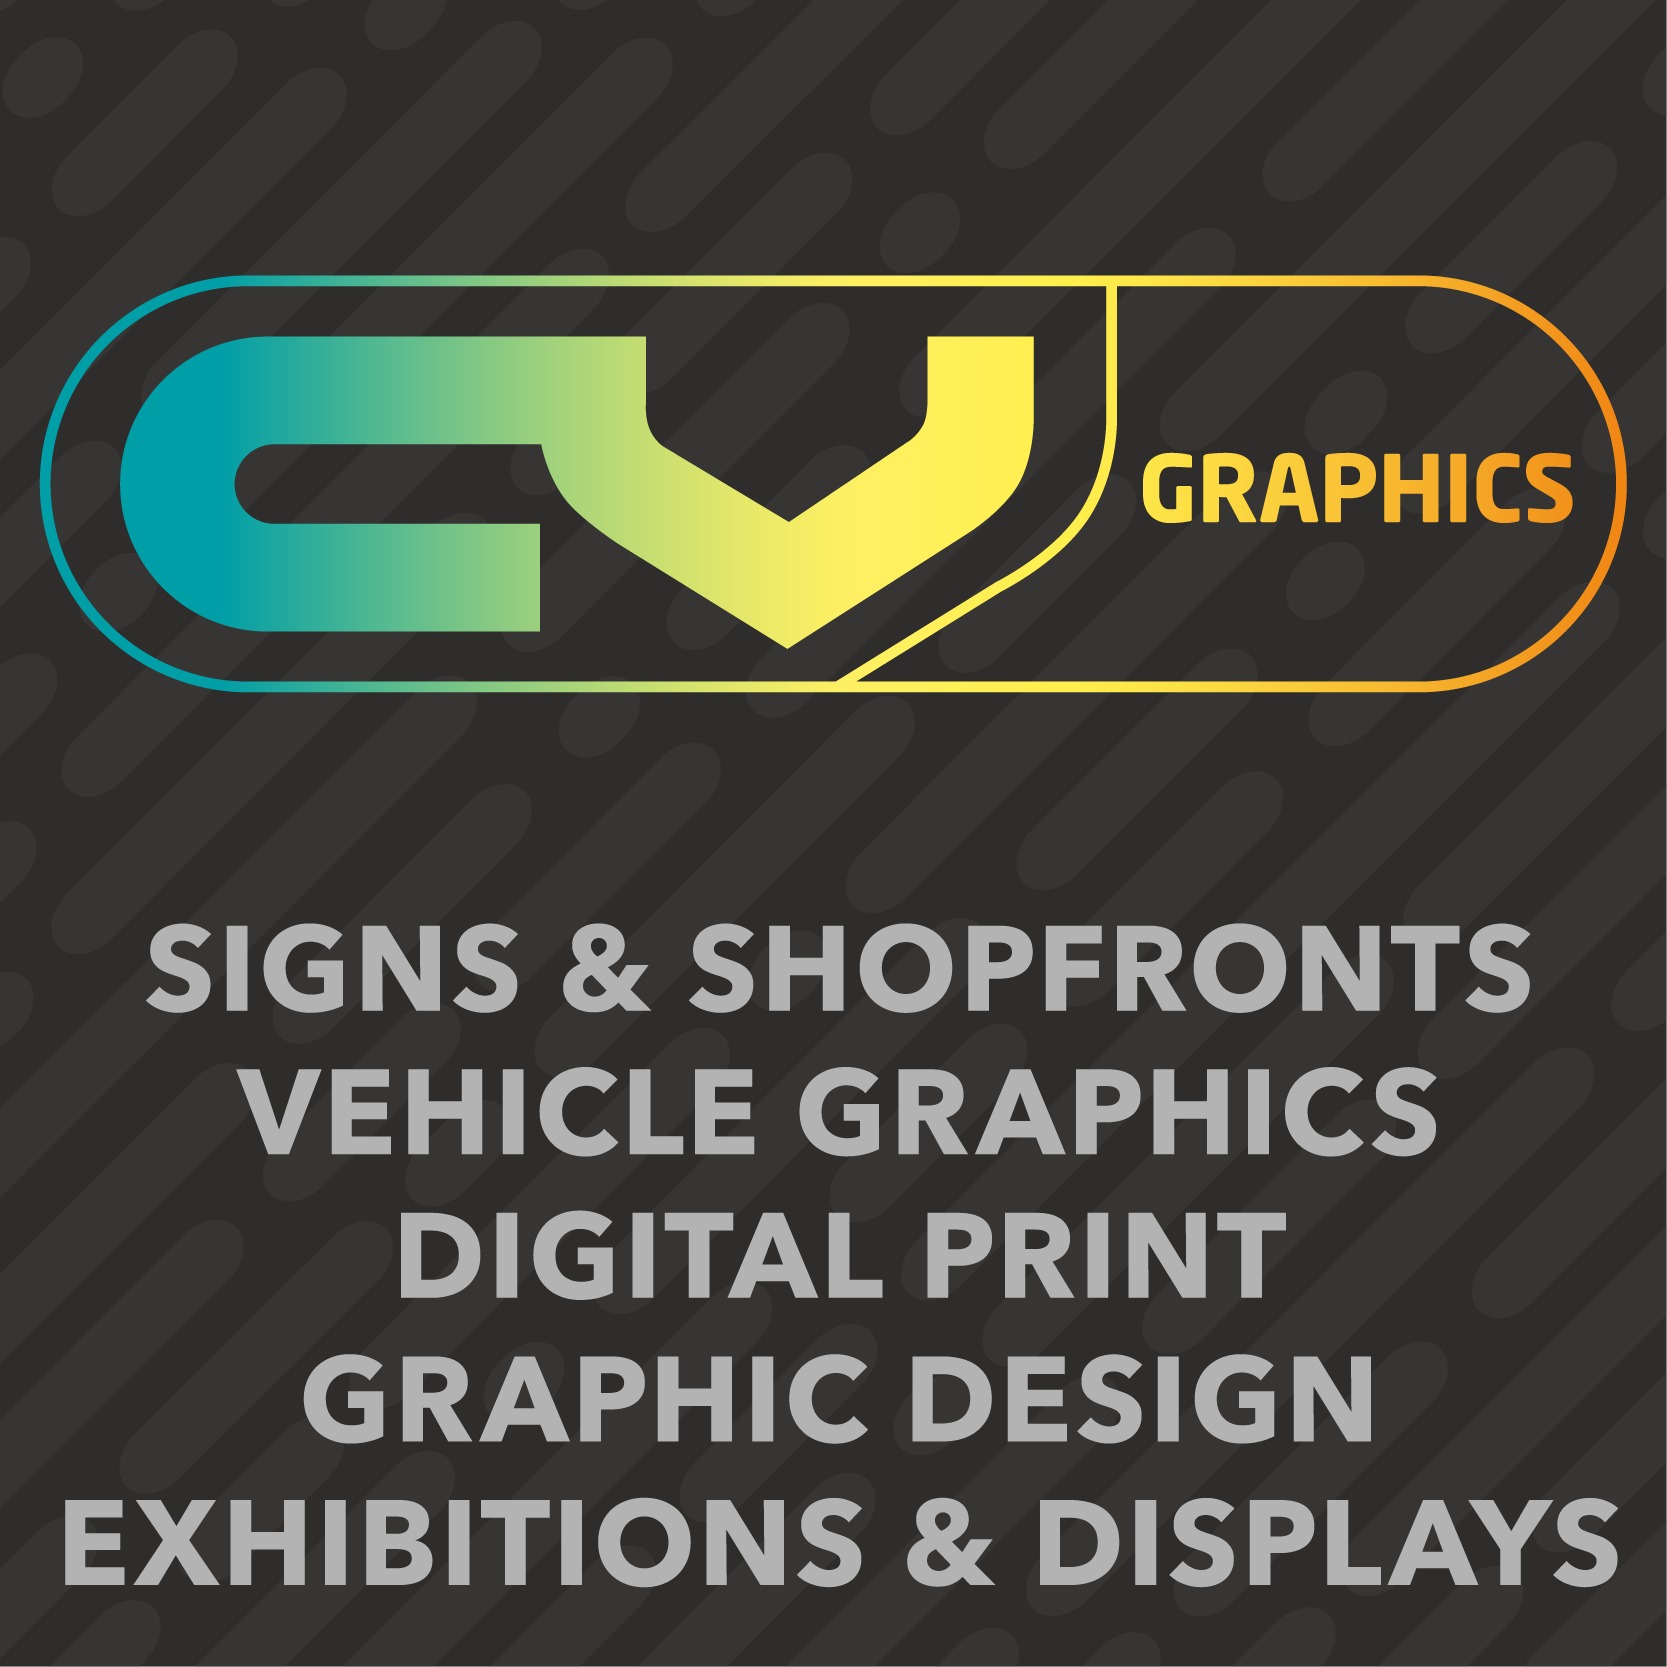 CV GRAPHICS
SIGNS & SHOPFRONTS
VEHICLE GRAPHICS
DIGITAL PRINT
GRAPHIC DESIGN
EXHIBITIONS & DISPLAYS